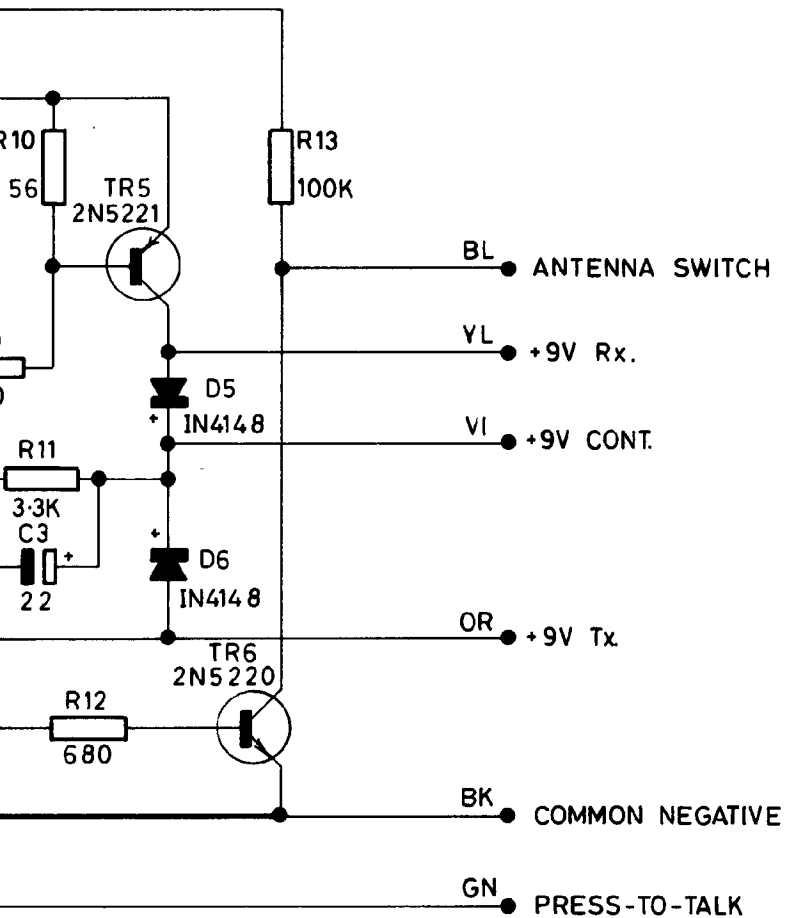 R10
56
TR5
2N5221
R13
100K
BL
ANTENNA SWITCH
YL
+9V Rx.
D5
+
IN4148
VI
+9V CONT.
R11
3·3K
C3
+
22
+
D6
IN4148
OR
+9V Tx.
TR6
2N5220
R12
680
BK
COMMON NEGATIVE
GN
PRESS-TO-TALK